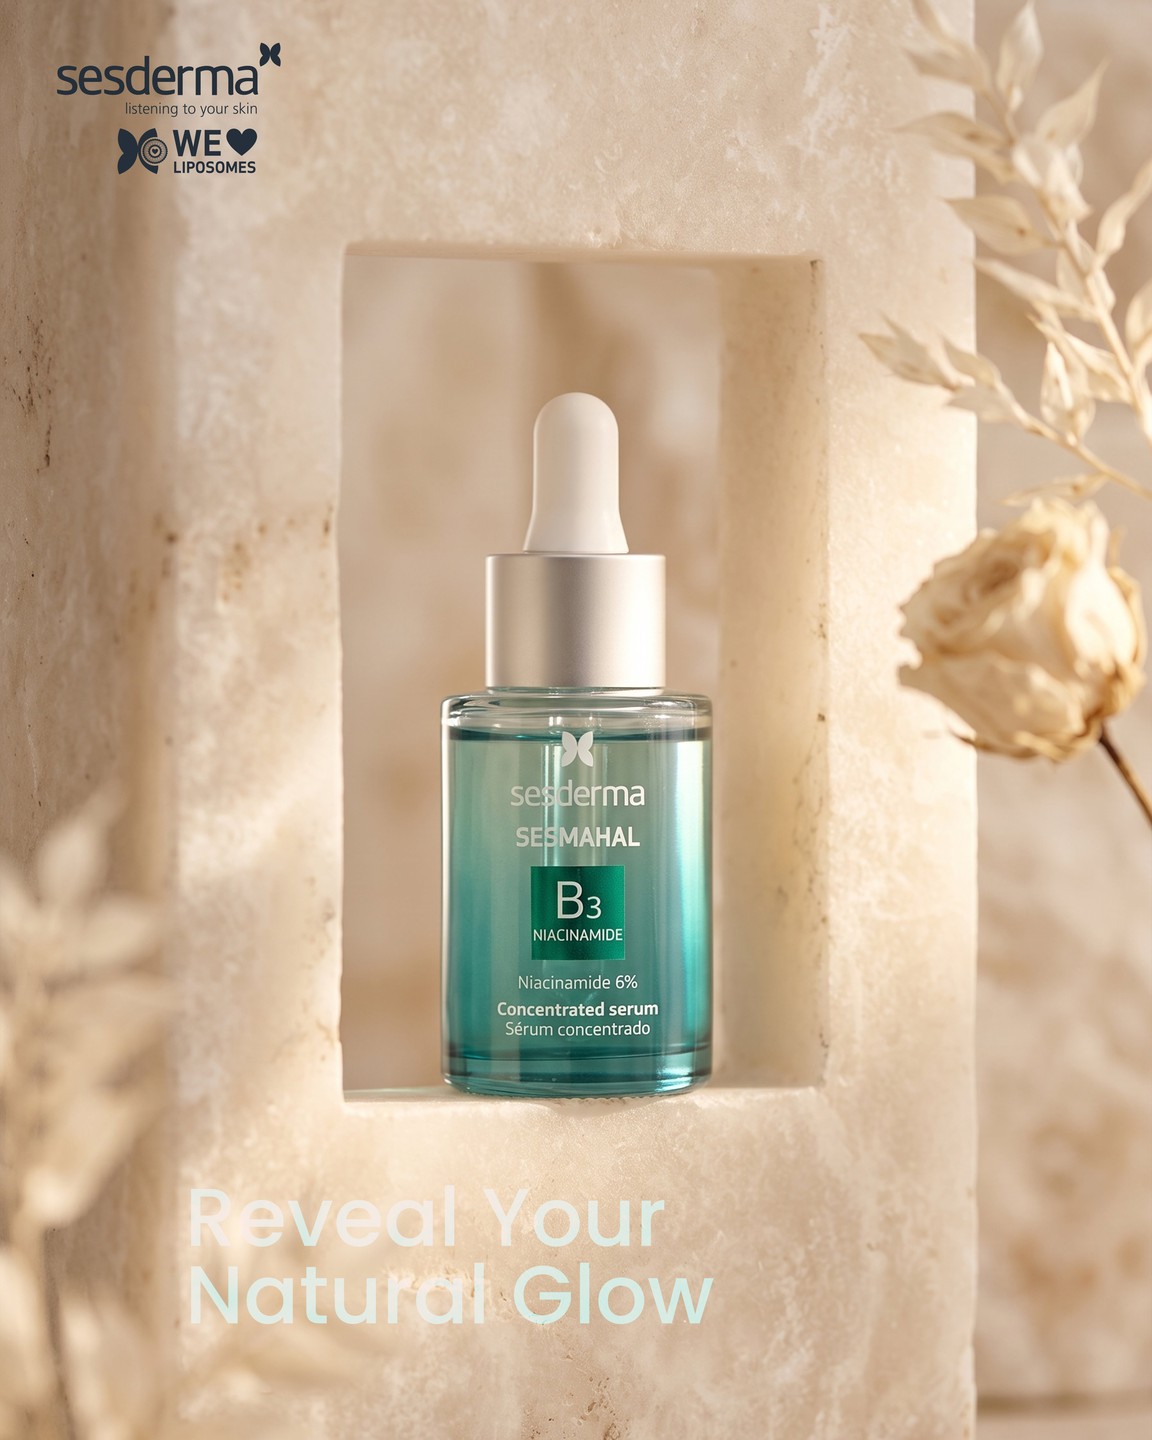 sesderma
listening to your skin
WE
LIPOSOMES
sesderma
SESMAHAL
B3
NIACINAMIDE
Niacinamide 6%
Concentrated serum
Sérum concentrado
Reveal Your
Natural Glow